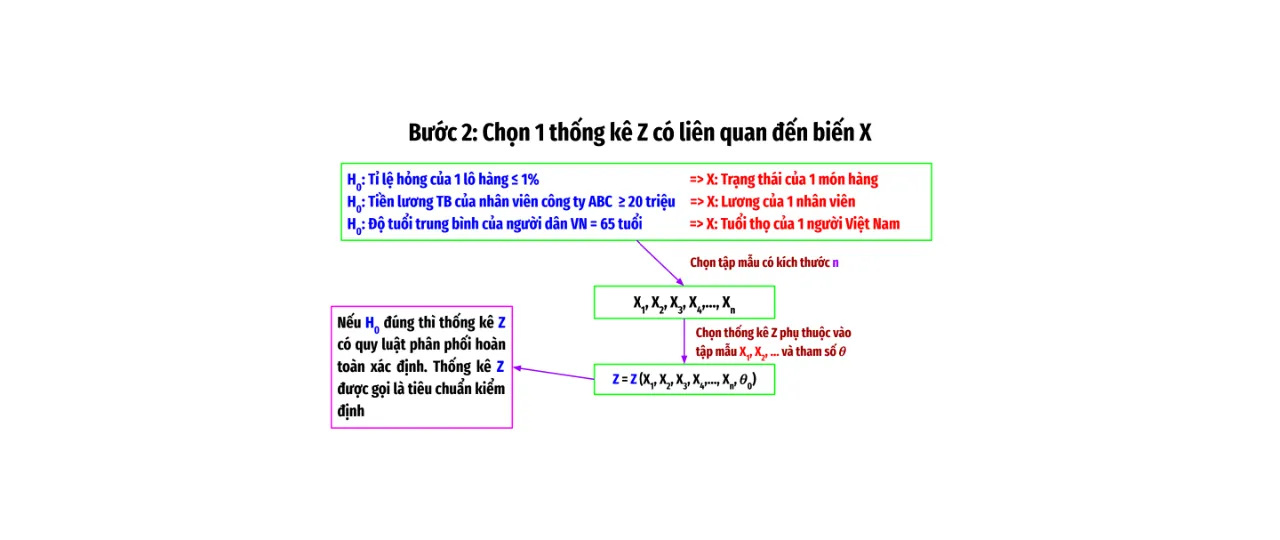 Bước 2: Chọn 1 thống kê Z có liên quan đến biến X
H0: Tỉ lệ hỏng của 1 lô hàng ≤ 1% => X: Trạng thái của 1 món hàng
H0: Tiền lương TB của nhân viên công ty ABC ≥ 20 triệu => X: Lương của 1 nhân viên
H0: Độ tuổi trung bình của người dân VN = 65 tuổi => X: Tuổi thọ của 1 người Việt Nam
Chọn tập mẫu có kích thước n
X1, X2, X3, X4,..., Xn
Chọn thống kê Z phụ thuộc vào
tập mẫu X1, X2, ... và tham số θ
Z = Z (X1, X2, X3, X4,..., Xn, θ0)
Nếu H0 đúng thì thống kê Z
có quy luật phân phối hoàn
toàn xác định. Thống kê Z
được gọi là tiêu chuẩn kiểm
định